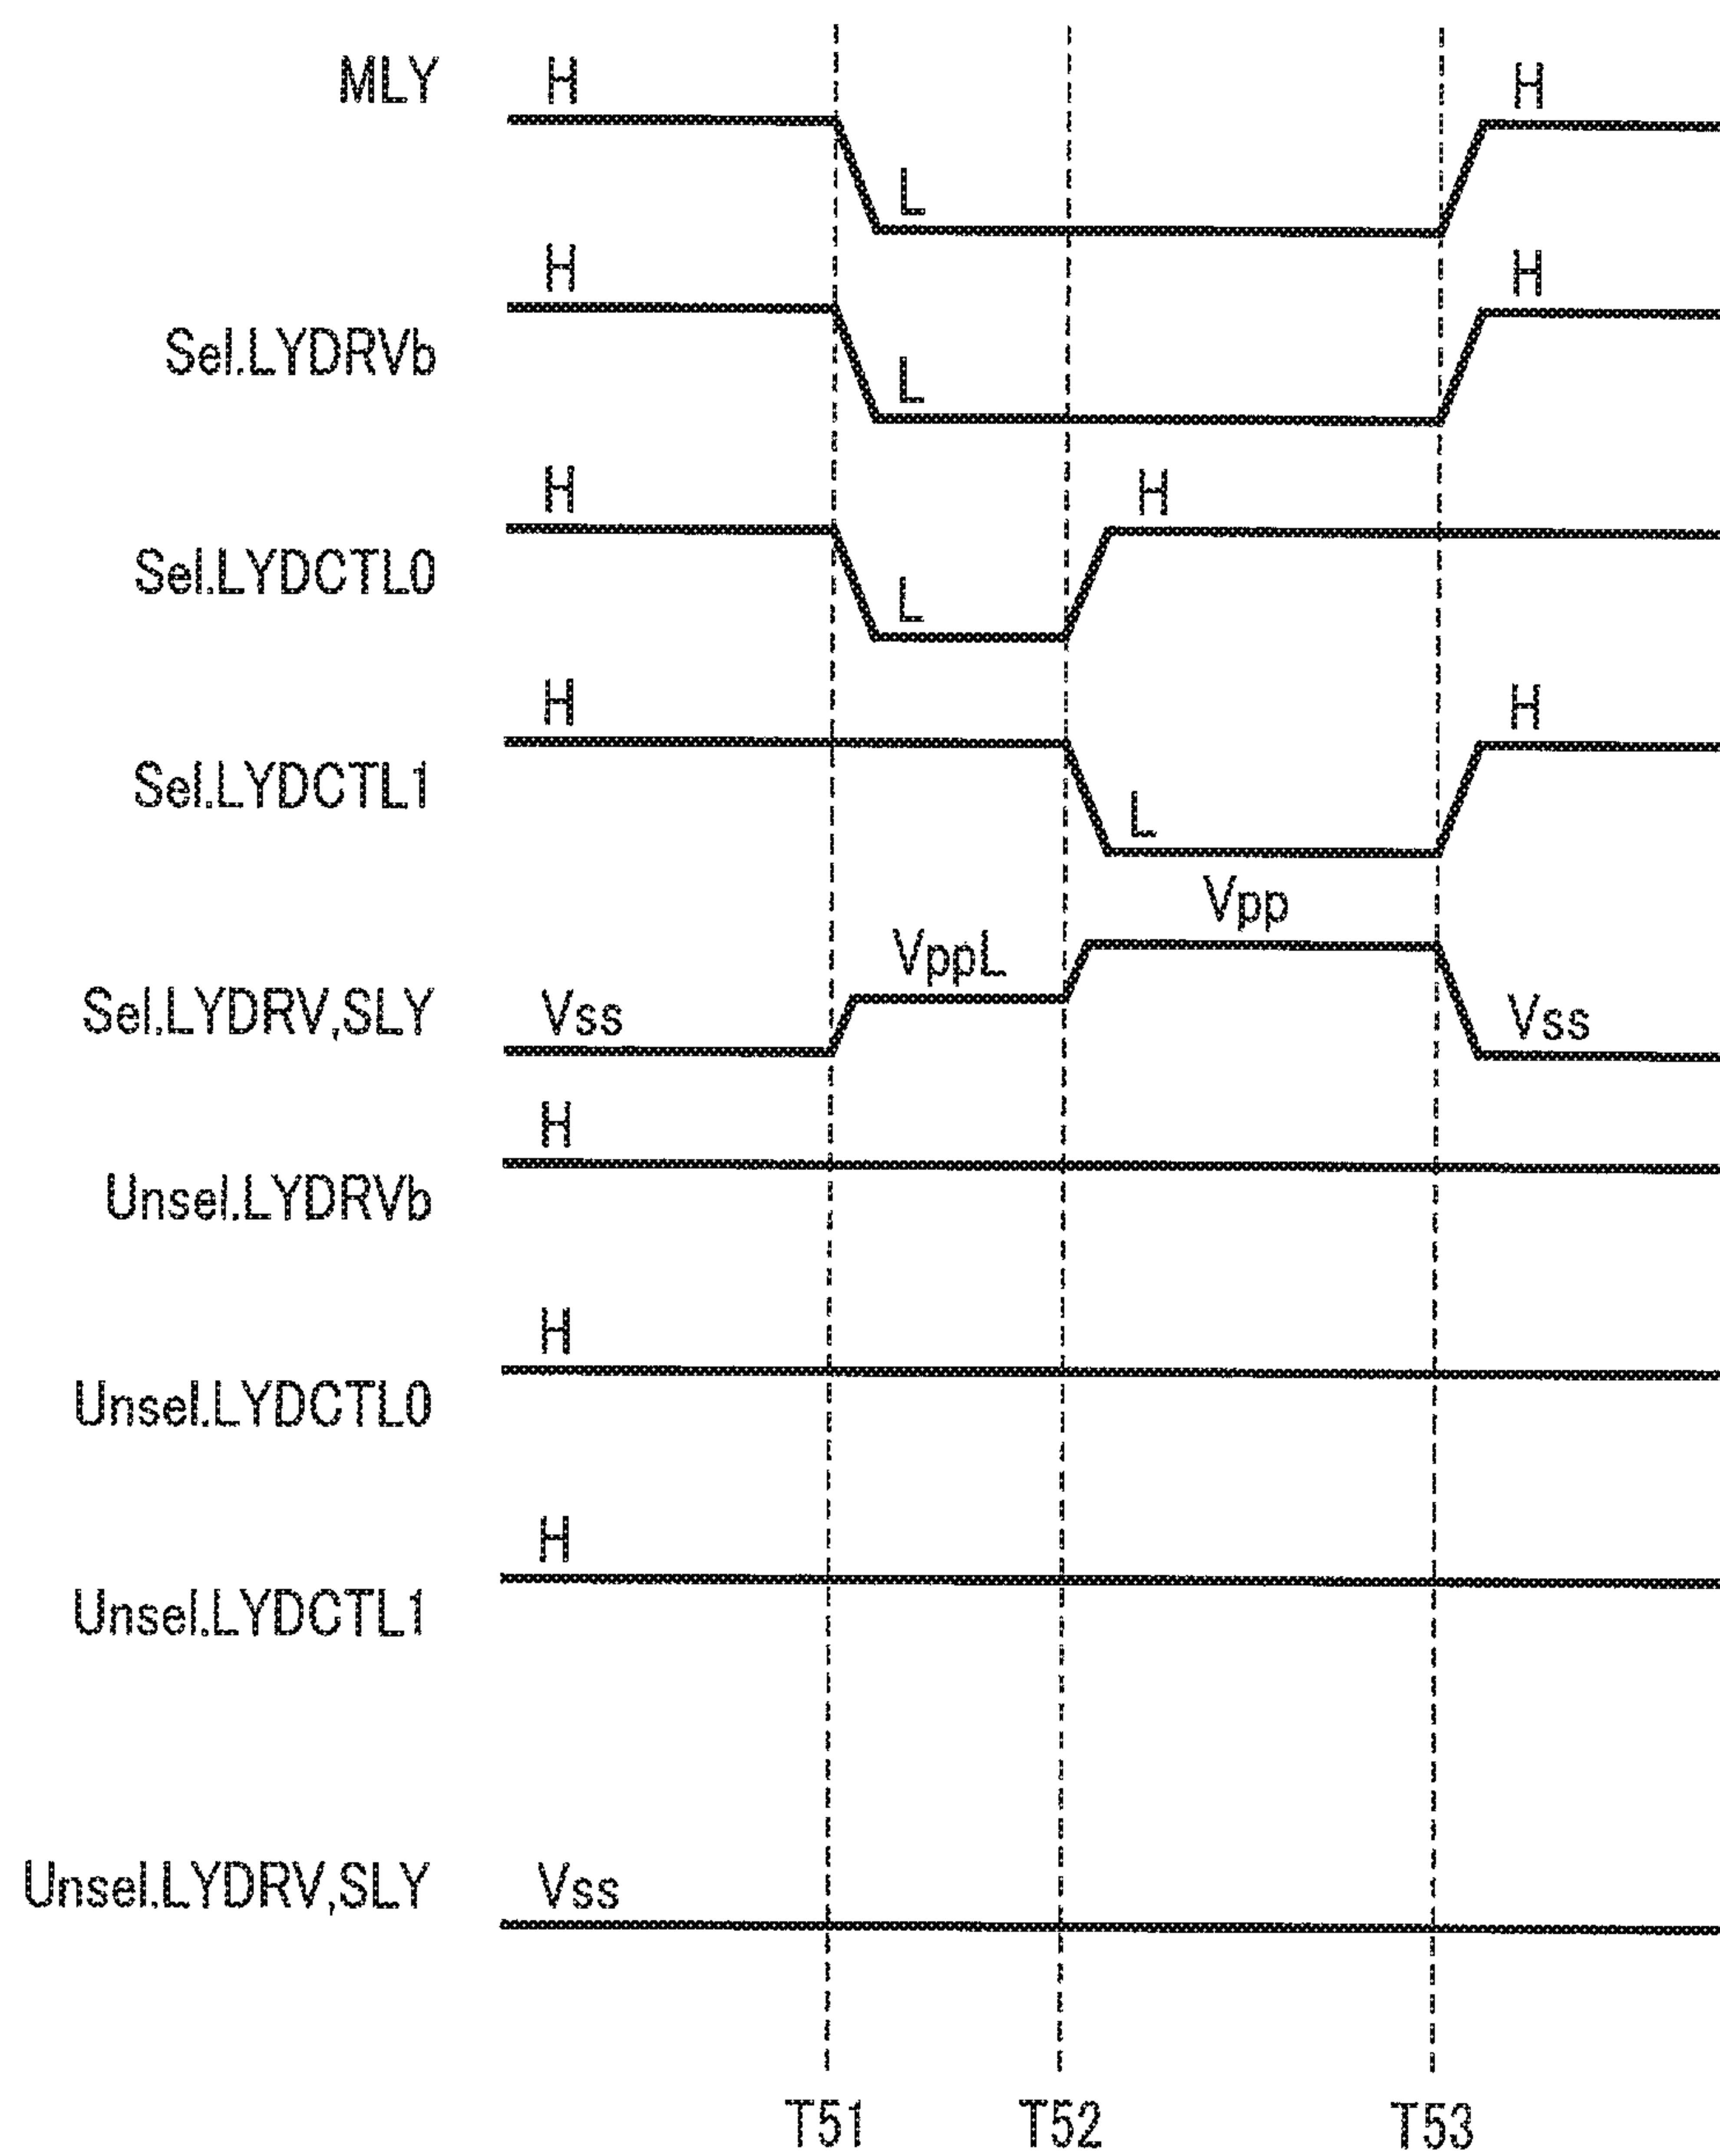 MLY H H
L
Sel.LYDRVb H H
L
Sel.LYDCTL0 H H
L
Sel.LYDCTL1 H H
L
Sel.LYDRV,SLY Vss VppL Vpp Vss
Unsel.LYDRVb H
Unsel.LYDCTL0 H
Unsel.LYDCTL1 H
Unsel.LYDRV,SLY Vss
T51 T52 T53